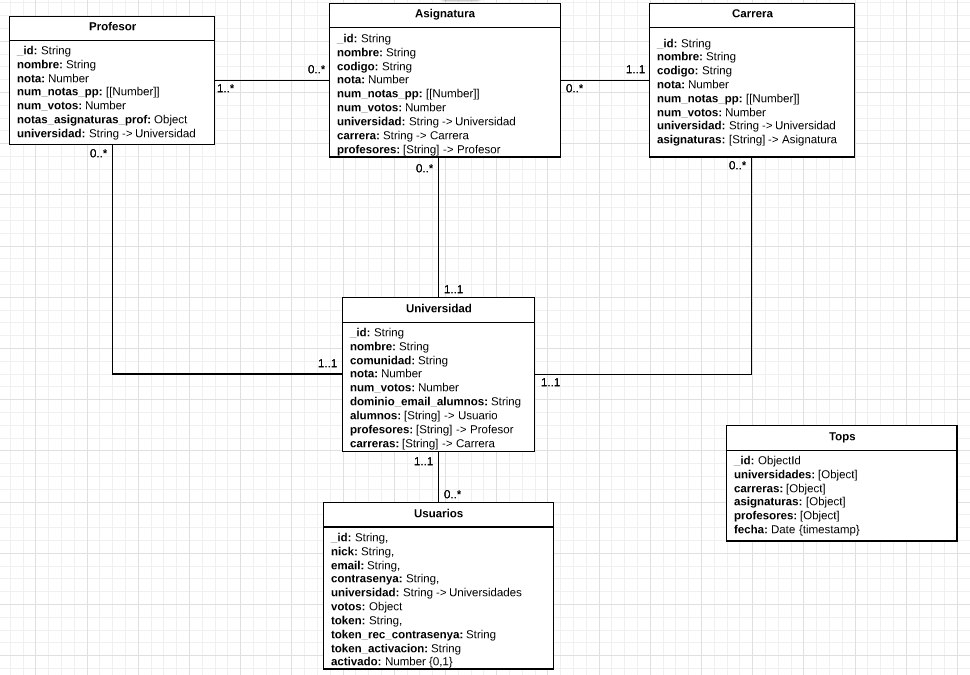 Profesor
_id: String
nombre: String
nota: Number
num_notas_pp: [[Number]]
num_votos: Number
notas_asignaturas_prof: Object
universidad: String -> Universidad
0..*
1..*
0..*
Asignatura
_id: String
nombre: String
codigo: String
nota: Number
num_notas_pp: [[Number]]
num_votos: Number
universidad: String -> Universidad
carrera: String -> Carrera
profesores: [String] -> Profesor
1..1
0..*
0..*
Carrera
_id: String
nombre: String
codigo: String
nota: Number
num_notas_pp: [[Number]]
num_votos: Number
universidad: String -> Universidad
asignaturas: [String] -> Asignatura
0..*
1..1
1..1
1..1
Universidad
_id: String
nombre: String
comunidad: String
nota: Number
num_votos: Number
dominio_email_alumnos: String
alumnos: [String] -> Usuario
profesores: [String] -> Profesor
carreras: [String] -> Carrera
1..1
0..*
Tops
_id: ObjectId
universidades: [Object]
carreras: [Object]
asignaturas: [Object]
profesores: [Object]
fecha: Date {timestamp}
Usuarios
_id: String,
nick: String,
email: String,
contrasenya: String,
universidad: String -> Universidades
votos: Object
token: String,
token_rec_contrasenya: String
token_activacion: String
activado: Number {0,1}